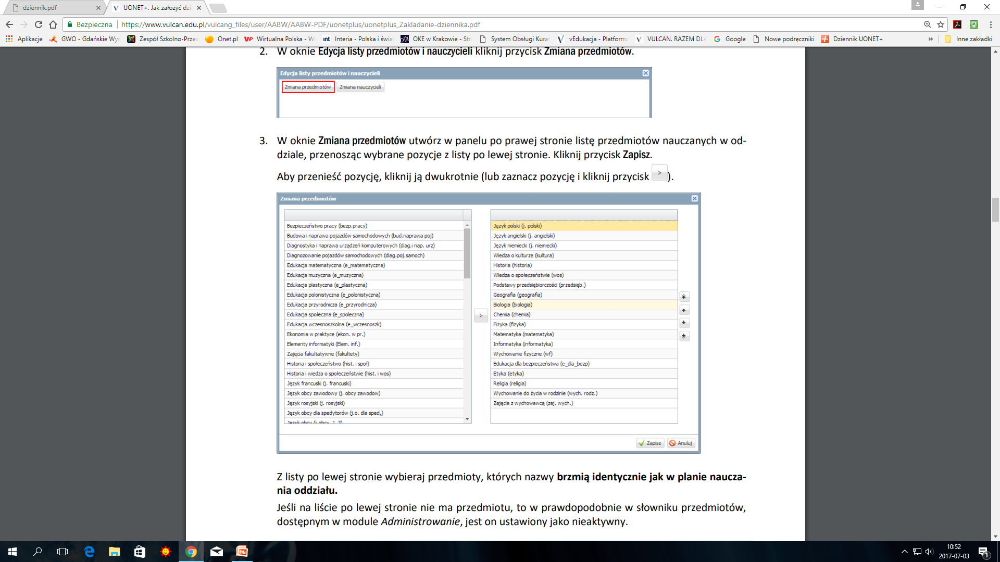 dziennik.pdf
UONET+. Jak założyć dzi
Bezpieczna
https://www.vulcan.edu.pl/vulcang_files/user/AABW/AABW-PDF/uonetplus/uonetplus_Zakladanie-dziennika.pdf
Aplikacje
GWO - Gdańskie Wyd
Zespół Szkolno-Przed
Onet.pl
Wirtualna Polska - W
Interia - Polska i świat
OKE w Krakowie - Str
System Obsługi Kurat
vEdukacja - Platforma
VULCAN. RAZEM DLA
Google
Nowe podręczniki
Dziennik UONET+
»
Inne zakładki
2. W oknie Edycja listy przedmiotów i nauczycieli kliknij przycisk Zmiana przedmiotów.
Edycja listy przedmiotów i nauczycieli
Zmiana przedmiotów
Zmiana nauczycieli
3. W oknie Zmiana przedmiotów utwórz w panelu po prawej stronie listę przedmiotów nauczanych w od-
dziale, przenosząc wybrane pozycje z listy po lewej stronie. Kliknij przycisk Zapisz.
Aby przenieść pozycję, kliknij ją dwukrotnie (lub zaznacz pozycję i kliknij przycisk > ).
Zmiana przedmiotów
Bezpieczeństwo pracy (bezp.pracy)
Budowa i naprawa pojazdów samochodowych (bud.naprawa poj)
Diagnostyka i naprawa urządzeń komputerowych (diag.i nap. urz)
Diagnozowanie pojazdów samochodowych (diag.poj.samoch)
Edukacja matematyczna (e_matematyczna)
Edukacja muzyczna (e_muzyczna)
Edukacja plastyczna (e_plastyczna)
Edukacja polonistyczna (e_polonistyczna)
Edukacja przyrodnicza (e_przyrodnicza)
Edukacja społeczna (e_spoleczna)
Edukacja wczesnoszkolna (e_wczesnoszk)
Ekonomia w praktyce (ekon. w pr.)
Elementy informatyki (Elem. inf.)
Zajęcia fakultatywne (fakultety)
Historia i społeczeństwo (hist. i społ)
Historia i wiedza o społeczeństwie (hist. i wos)
Język francuski (j. francuski)
Język obcy zawodowy (j. obcy zawodow)
Język rosyjski (j. rosyjski)
Język obcy dla spedytorów (j.o. dla sped,)
Język obcy (j.obcy_1_3)
>
Język polski (j. polski)
Język angielski (j. angielski)
Język niemiecki (j. niemiecki)
Wiedza o kulturze (kultura)
Historia (historia)
Wiedza o społeczeństwie (wos)
Podstawy przedsiębiorczości (przedsięb.)
Geografia (geografia)
Biologia (biologia)
Chemia (chemia)
Fizyka (fizyka)
Matematyka (matematyka)
Informatyka (informatyka)
Wychowanie fizyczne (wf)
Edukacja dla bezpieczeństwa (e_dla_bezp)
Etyka (etyka)
Religia (religia)
Wychowanie do życia w rodzinie (wych. rodz.)
Zajęcia z wychowawcą (zaj. wych.)
Zapisz
Anuluj
Z listy po lewej stronie wybieraj przedmioty, których nazwy brzmią identycznie jak w planie naucza-
nia oddziału.
Jeśli na liście po lewej stronie nie ma przedmiotu, to w prawdopodobnie w słowniku przedmiotów,
dostępnym w module Administrowanie, jest on ustawiony jako nieaktywny.
10:52
2017-07-03
1